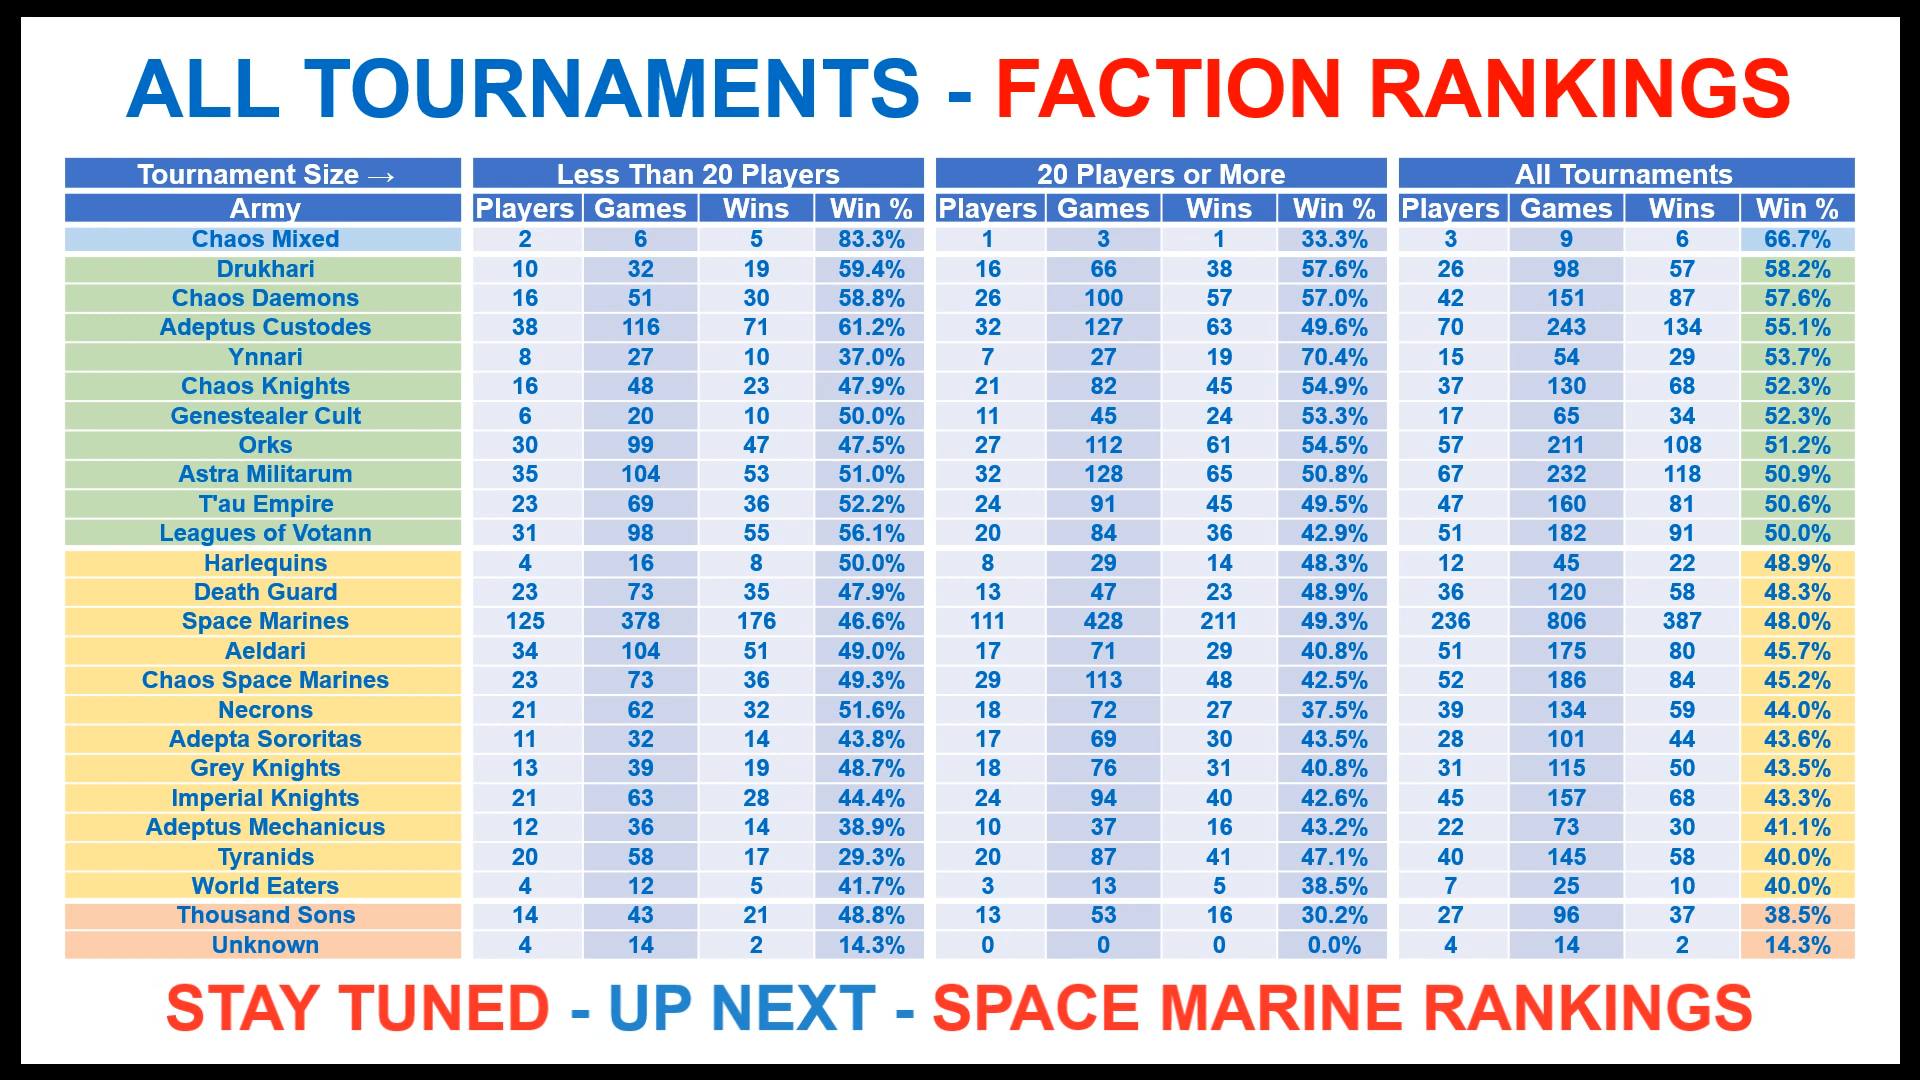 ALL TOURNAMENTS - FACTION RANKINGS
Tournament Size → Less Than 20 Players 20 Players or More All Tournaments
Army Players Games Wins Win % Players Games Wins Win % Players Games Wins Win %
Chaos Mixed 2 6 5 83.3% 1 3 1 33.3% 3 9 6 66.7%
Drukhari 10 32 19 59.4% 16 66 38 57.6% 26 98 57 58.2%
Chaos Daemons 16 51 30 58.8% 26 100 57 57.0% 42 151 87 57.6%
Adeptus Custodes 38 116 71 61.2% 32 127 63 49.6% 70 243 134 55.1%
Ynnari 8 27 10 37.0% 7 27 19 70.4% 15 54 29 53.7%
Chaos Knights 16 48 23 47.9% 21 82 45 54.9% 37 130 68 52.3%
Genestealer Cult 6 20 10 50.0% 11 45 24 53.3% 17 65 34 52.3%
Orks 30 99 47 47.5% 27 112 61 54.5% 57 211 108 51.2%
Astra Militarum 35 104 53 51.0% 32 128 65 50.8% 67 232 118 50.9%
T'au Empire 23 69 36 52.2% 24 91 45 49.5% 47 160 81 50.6%
Leagues of Votann 31 98 55 56.1% 20 84 36 42.9% 51 182 91 50.0%
Harlequins 4 16 8 50.0% 8 29 14 48.3% 12 45 22 48.9%
Death Guard 23 73 35 47.9% 13 47 23 48.9% 36 120 58 48.3%
Space Marines 125 378 176 46.6% 111 428 211 49.3% 236 806 387 48.0%
Aeldari 34 104 51 49.0% 17 71 29 40.8% 51 175 80 45.7%
Chaos Space Marines 23 73 36 49.3% 29 113 48 42.5% 52 186 84 45.2%
Necrons 21 62 32 51.6% 18 72 27 37.5% 39 134 59 44.0%
Adepta Sororitas 11 32 14 43.8% 17 69 30 43.5% 28 101 44 43.6%
Grey Knights 13 39 19 48.7% 18 76 31 40.8% 31 115 50 43.5%
Imperial Knights 21 63 28 44.4% 24 94 40 42.6% 45 157 68 43.3%
Adeptus Mechanicus 12 36 14 38.9% 10 37 16 43.2% 22 73 30 41.1%
Tyranids 20 58 17 29.3% 20 87 41 47.1% 40 145 58 40.0%
World Eaters 4 12 5 41.7% 3 13 5 38.5% 7 25 10 40.0%
Thousand Sons 14 43 21 48.8% 13 53 16 30.2% 27 96 37 38.5%
Unknown 4 14 2 14.3% 0 0 0 0.0% 4 14 2 14.3%
STAY TUNED - UP NEXT - SPACE MARINE RANKINGS